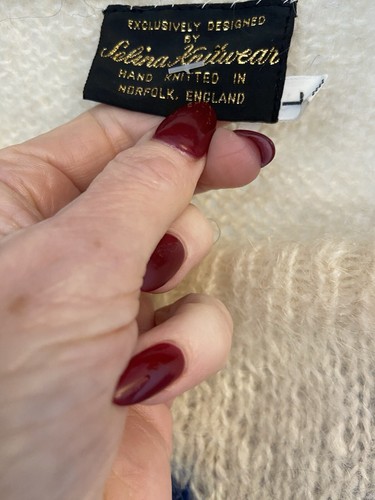 EXCLUSIVELY DESIGNED
BY
Selina Knitwear
HAND KNITTED IN
NORFOLK, ENGLAND
L